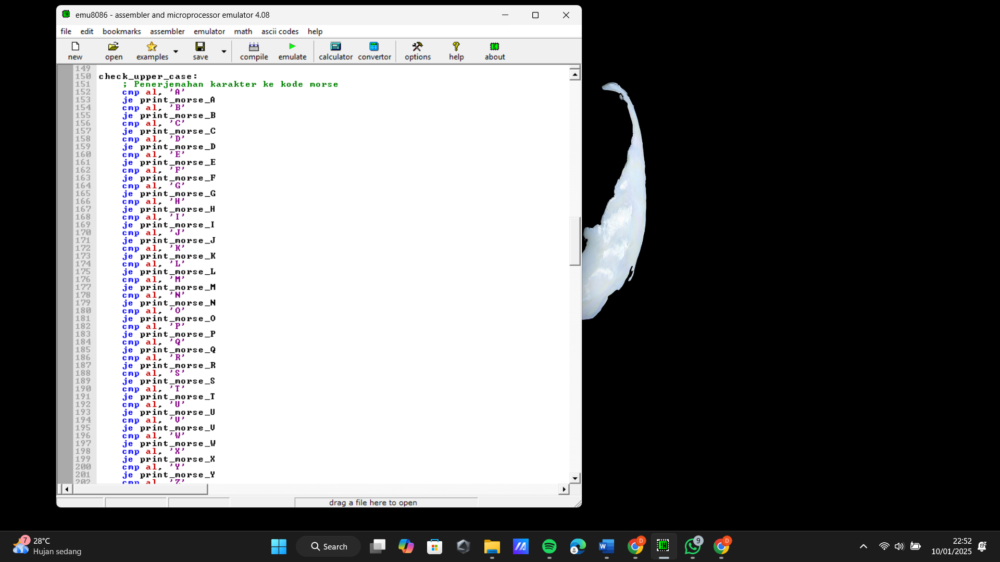 emu8086 - assembler and microprocessor emulator 4.08
file edit bookmarks assembler emulator math ascii codes help
new open examples save compile emulate calculator convertor options help about
149
150 check_upper_case:
151 ; Penerjemahan karakter ke kode morse
152 cmp al, 'A'
153 je print_morse_A
154 cmp al, 'B'
155 je print_morse_B
156 cmp al, 'C'
157 je print_morse_C
158 cmp al, 'D'
159 je print_morse_D
160 cmp al, 'E'
161 je print_morse_E
162 cmp al, 'F'
163 je print_morse_F
164 cmp al, 'G'
165 je print_morse_G
166 cmp al, 'H'
167 je print_morse_H
168 cmp al, 'I'
169 je print_morse_I
170 cmp al, 'J'
171 je print_morse_J
172 cmp al, 'K'
173 je print_morse_K
174 cmp al, 'L'
175 je print_morse_L
176 cmp al, 'M'
177 je print_morse_M
178 cmp al, 'N'
179 je print_morse_N
180 cmp al, 'O'
181 je print_morse_O
182 cmp al, 'P'
183 je print_morse_P
184 cmp al, 'Q'
185 je print_morse_Q
186 cmp al, 'R'
187 je print_morse_R
188 cmp al, 'S'
189 je print_morse_S
190 cmp al, 'T'
191 je print_morse_T
192 cmp al, 'U'
193 je print_morse_U
194 cmp al, 'V'
195 je print_morse_V
196 cmp al, 'W'
197 je print_morse_W
198 cmp al, 'X'
199 je print_morse_X
200 cmp al, 'Y'
201 je print_morse_Y
202 cmp al, 'Z'
drag a file here to open
7 28°C
Hujan sedang
Search
W
D
9
D
22:52
10/01/2025